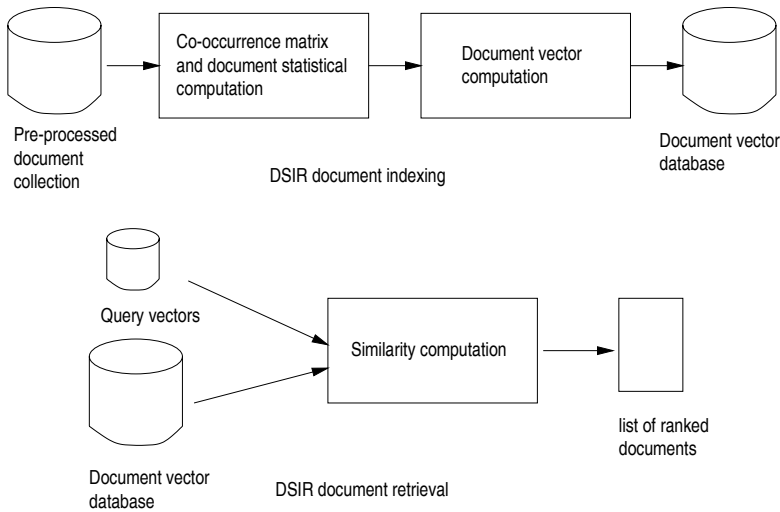 Co-occurrence matrix
and document statistical
computation
Document vector
computation
Pre-processed
document
collection
Document vector
database
DSIR document indexing
Query vectors
Similarity computation
list of ranked
documents
Document vector
database
DSIR document retrieval